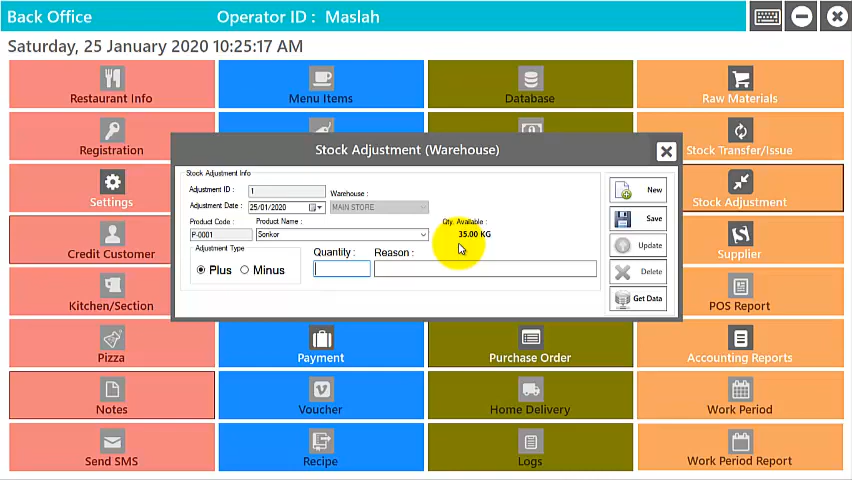 Back Office
Operator ID : Maslah
Saturday, 25 January 2020 10:25:17 AM
Restaurant Info
Menu Items
Database
Raw Materials
Registration
Stock Transfer/Issue
Stock Adjustment (Warehouse)
Stock Adjustment Info
Adjustment ID :
1
Warehouse :
Adjustment Date :
25/01/2020
MAIN STORE
Product Code :
Product Name :
Qty. Available :
P-0001
Sonkor
35.00 KG
Adjustment Type
Plus
Minus
Quantity :
Reason :
New
Save
Update
Delete
Get Data
Settings
Stock Adjustment
Credit Customer
Supplier
Kitchen/Section
POS Report
Pizza
Payment
Purchase Order
Accounting Reports
Notes
Voucher
Home Delivery
Work Period
Send SMS
Recipe
Logs
Work Period Report